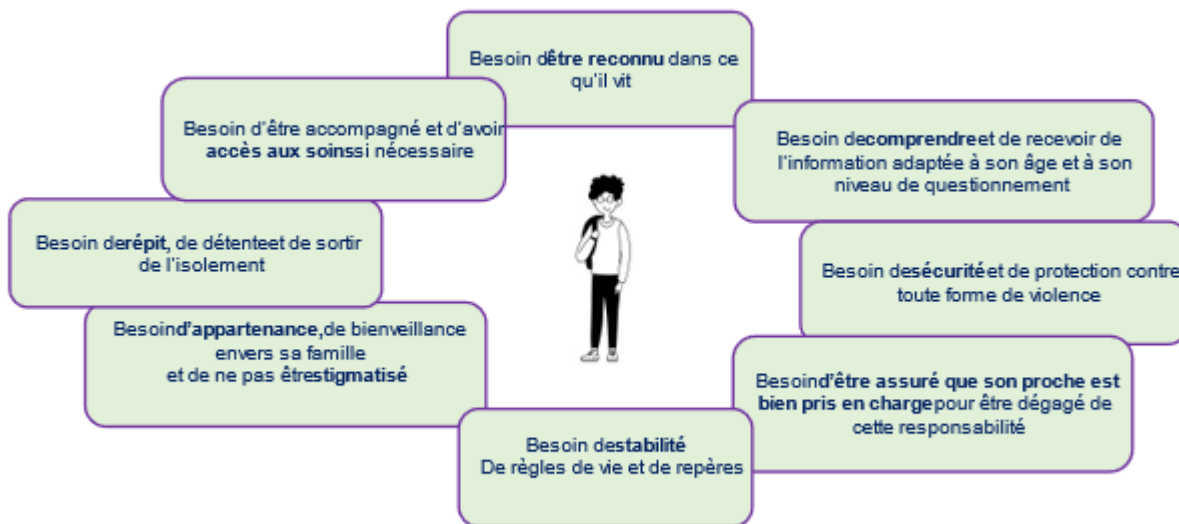 Besoin dêtre reconnu dans ce
qu'il vit
Besoin d'être accompagné et d'avoir
accès aux soinssi nécessaire
Besoin decomprendreet de recevoir de
l'information adaptée à son âge et à son
niveau de questionnement
Besoin derépit, de détenteet de sortir
de l'isolement
Besoin desécuritéet de protection contre
toute forme de violence
Besoind'appartenance,de bienveillance
envers sa famille
et de ne pas êtrestigmatisé
Besoind'être assuré que son proche est
bien pris en chargepour être dégagé de
cette responsabilité
Besoin destabilité
De règles de vie et de repères